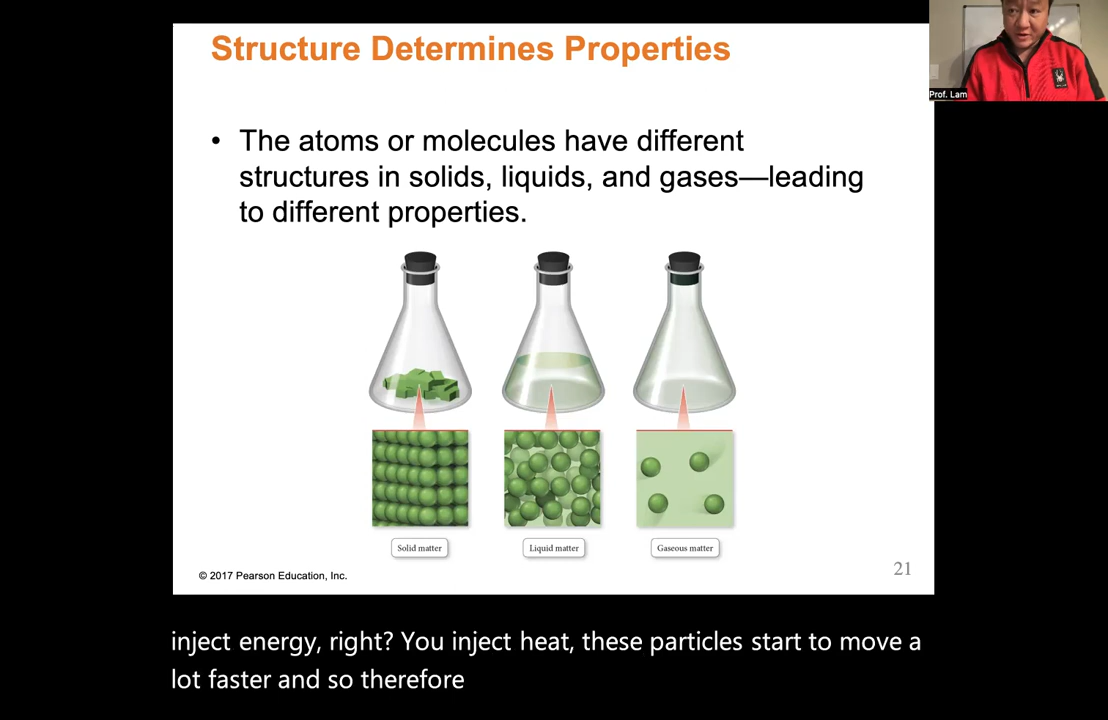 Structure Determines Properties
Prof. Lam
• The atoms or molecules have different
structures in solids, liquids, and gases—leading
to different properties.
Solid matter
Liquid matter
Gaseous matter
© 2017 Pearson Education, Inc.
21
inject energy, right? You inject heat, these particles start to move a
lot faster and so therefore